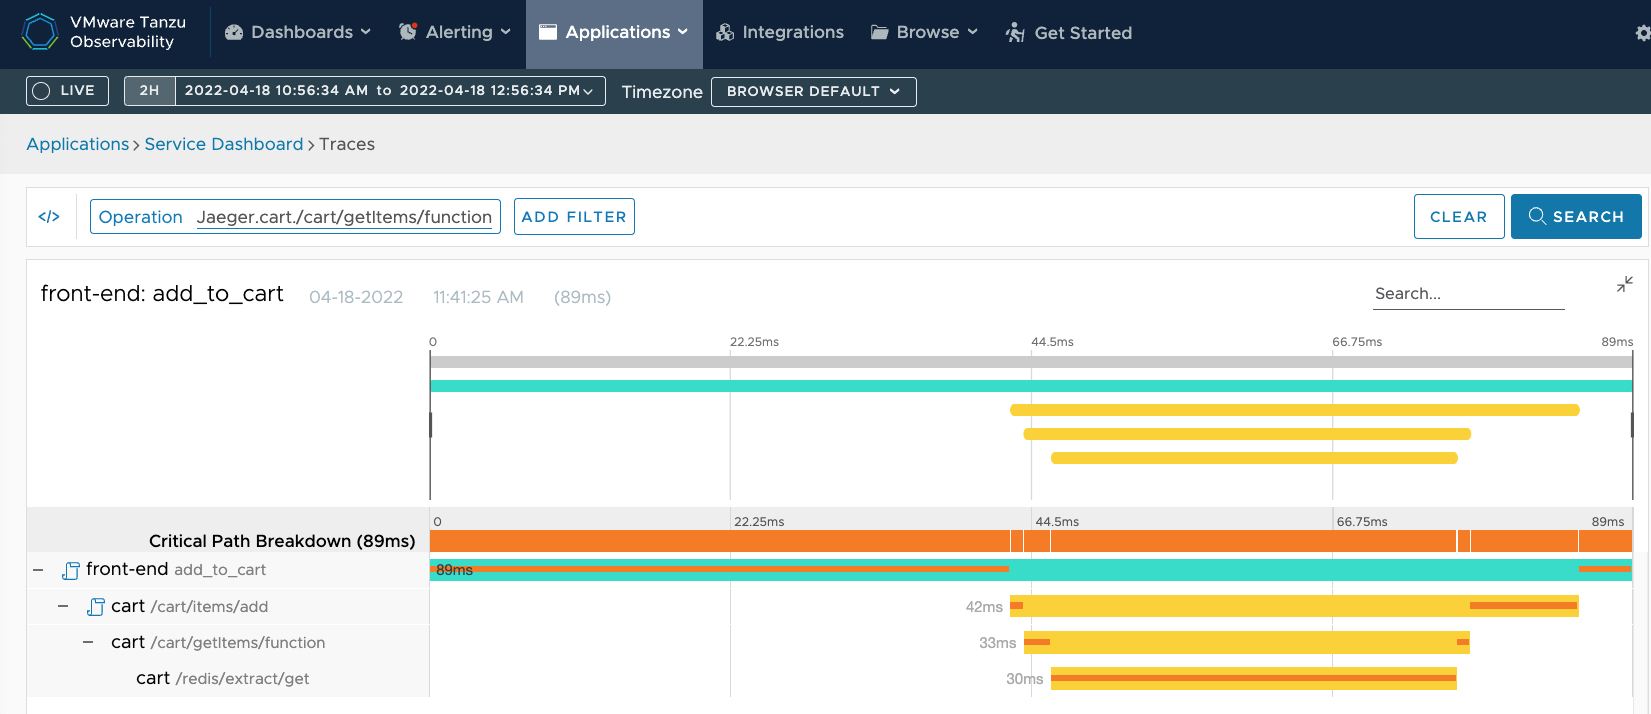 VMware Tanzu
Observability
Dashboards
Alerting
Applications
Integrations
Browse
Get Started
LIVE
2H 2022-04-18 10:56:34 AM to 2022-04-18 12:56:34 PM
Timezone BROWSER DEFAULT
Applications > Service Dashboard > Traces
</> Operation Jaeger.cart./cart/getItems/function ADD FILTER CLEAR SEARCH
front-end: add_to_cart 04-18-2022 11:41:25 AM (89ms) Search...
0 22.25ms 44.5ms 66.75ms 89ms
0 22.25ms 44.5ms 66.75ms 89ms
Critical Path Breakdown (89ms)
front-end add_to_cart 89ms
cart /cart/items/add 42ms
cart /cart/getItems/function 33ms
cart /redis/extract/get 30ms